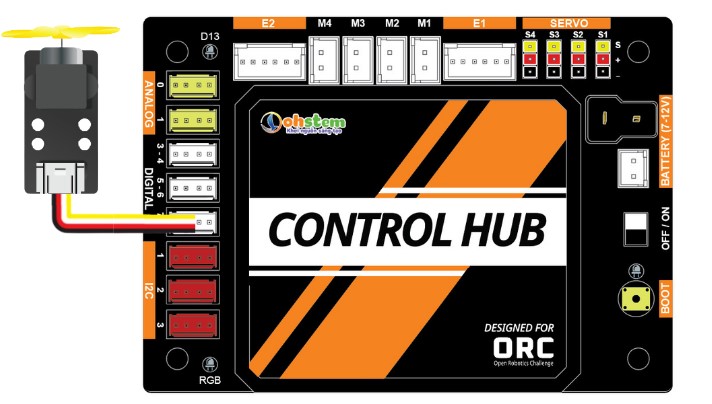 D13
E2
M4
M3
M2
M1
E1
SERVO
S4
S3
S2
S1
S
+
-
ANALOG
0
1
DIGITAL
3 - 4
5 - 6
I2C
1
2
3
RGB
ohstem
CONTROL HUB
DESIGNED FOR
ORC
Open Robotics Challenge
BATTERY (7-12V)
OFF / ON
BOOT